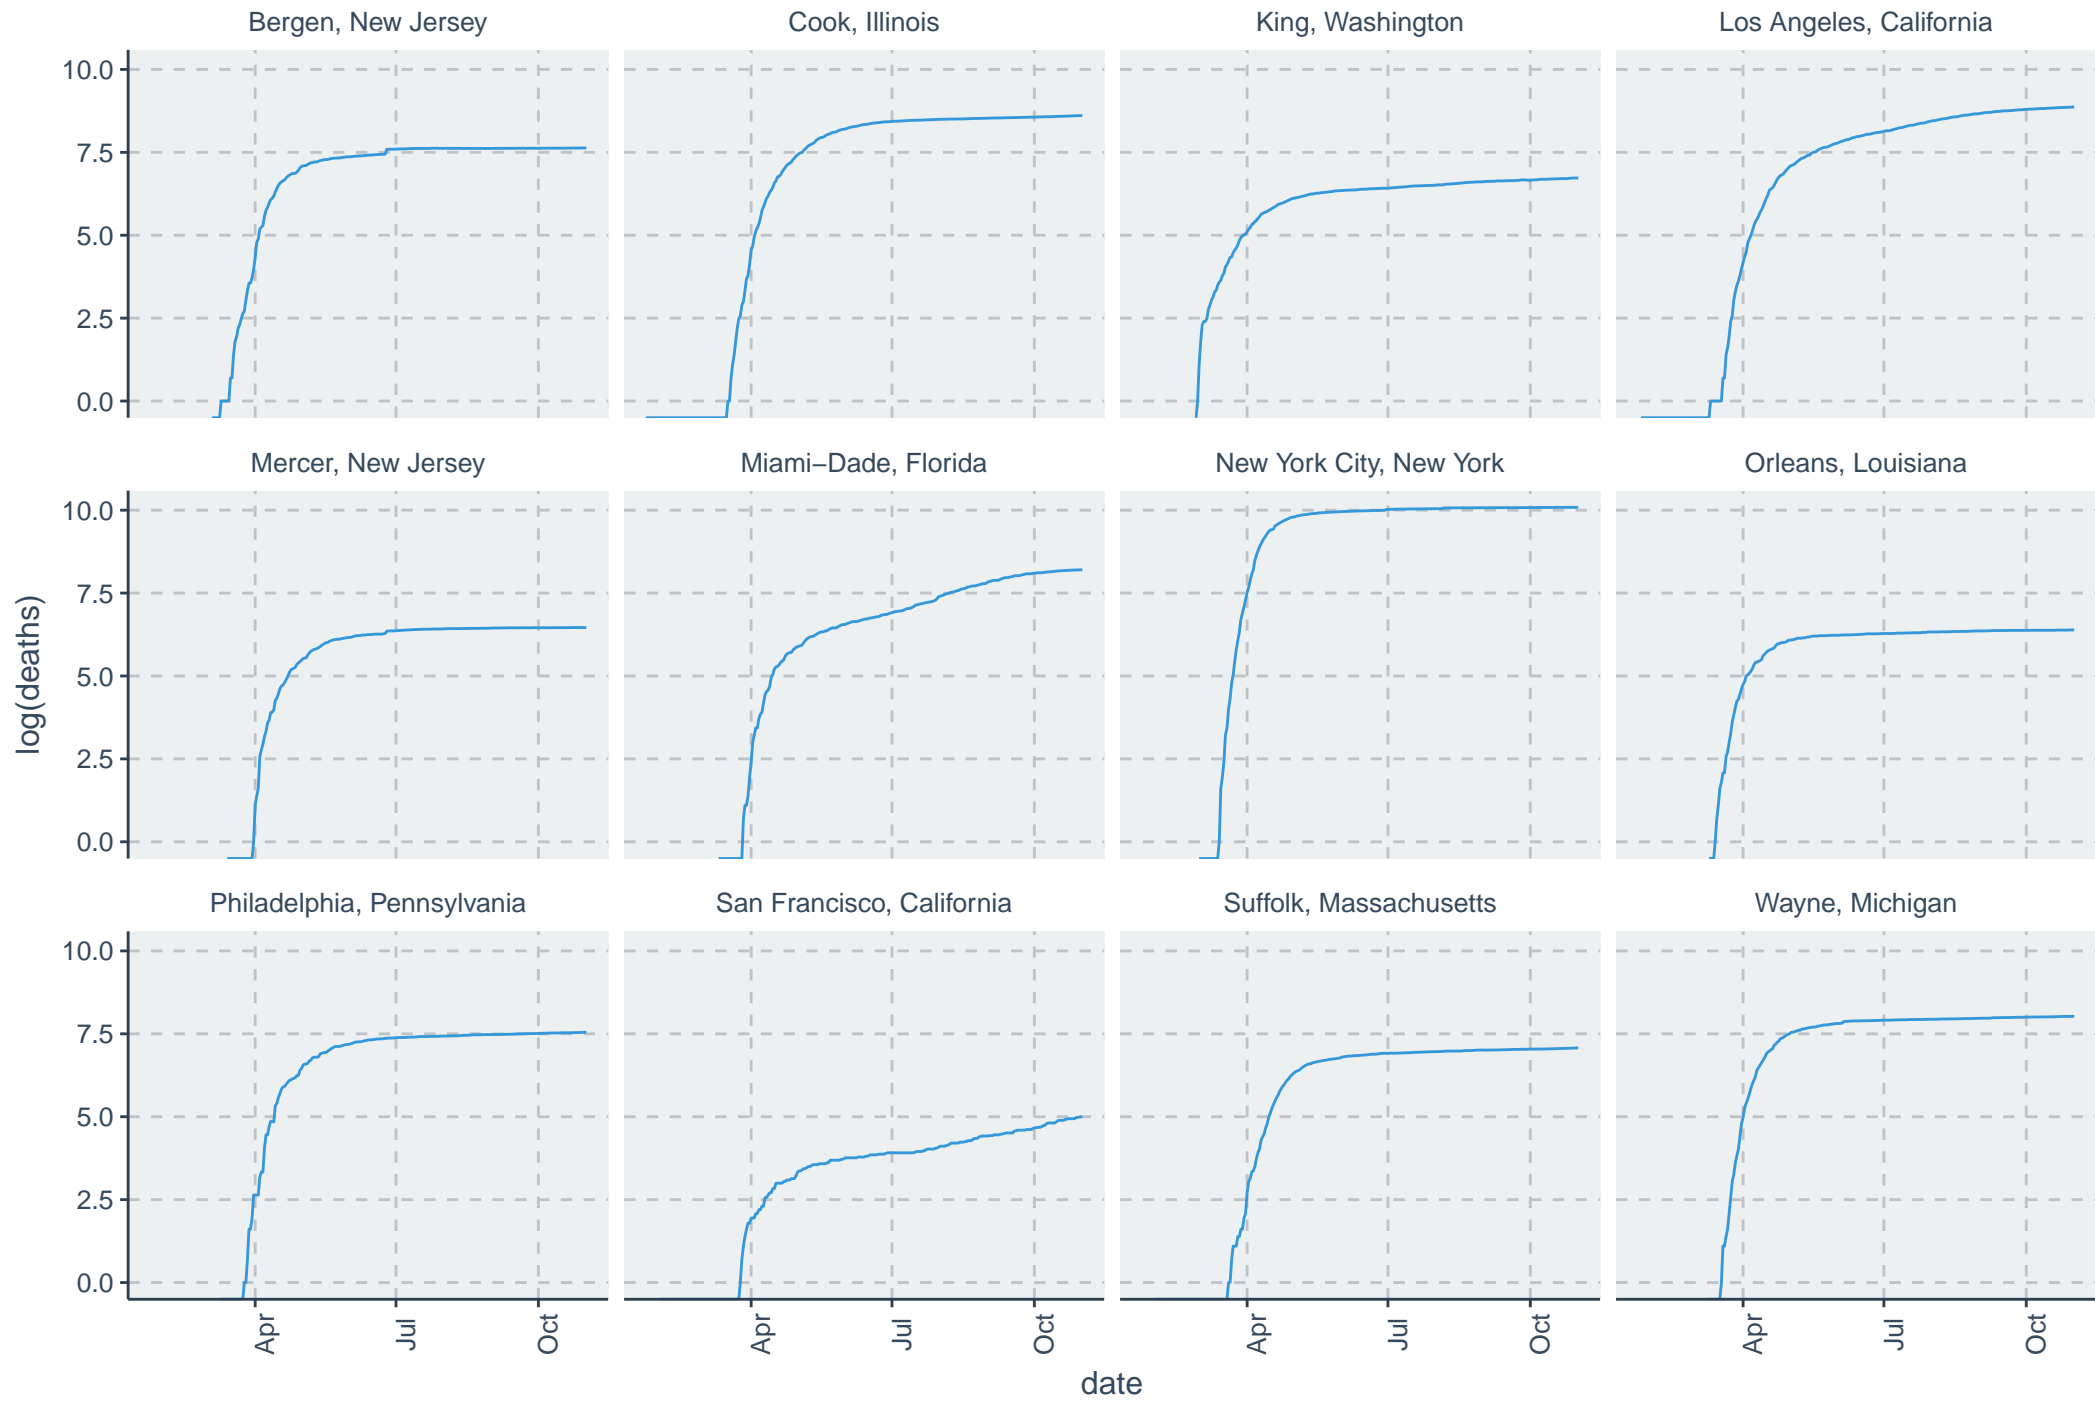 Bergen, New Jersey
Cook, Illinois
King, Washington
Los Angeles, California
10.0
7.5
5.0
2.5
0.0
Mercer, New Jersey
Miami−Dade, Florida
New York City, New York
Orleans, Louisiana
10.0
7.5
5.0
2.5
0.0
log(deaths)
Philadelphia, Pennsylvania
San Francisco, California
Suffolk, Massachusetts
Wayne, Michigan
10.0
7.5
5.0
2.5
0.0
Apr
Jul
Oct
Apr
Jul
Oct
Apr
Jul
Oct
Apr
Jul
Oct
date